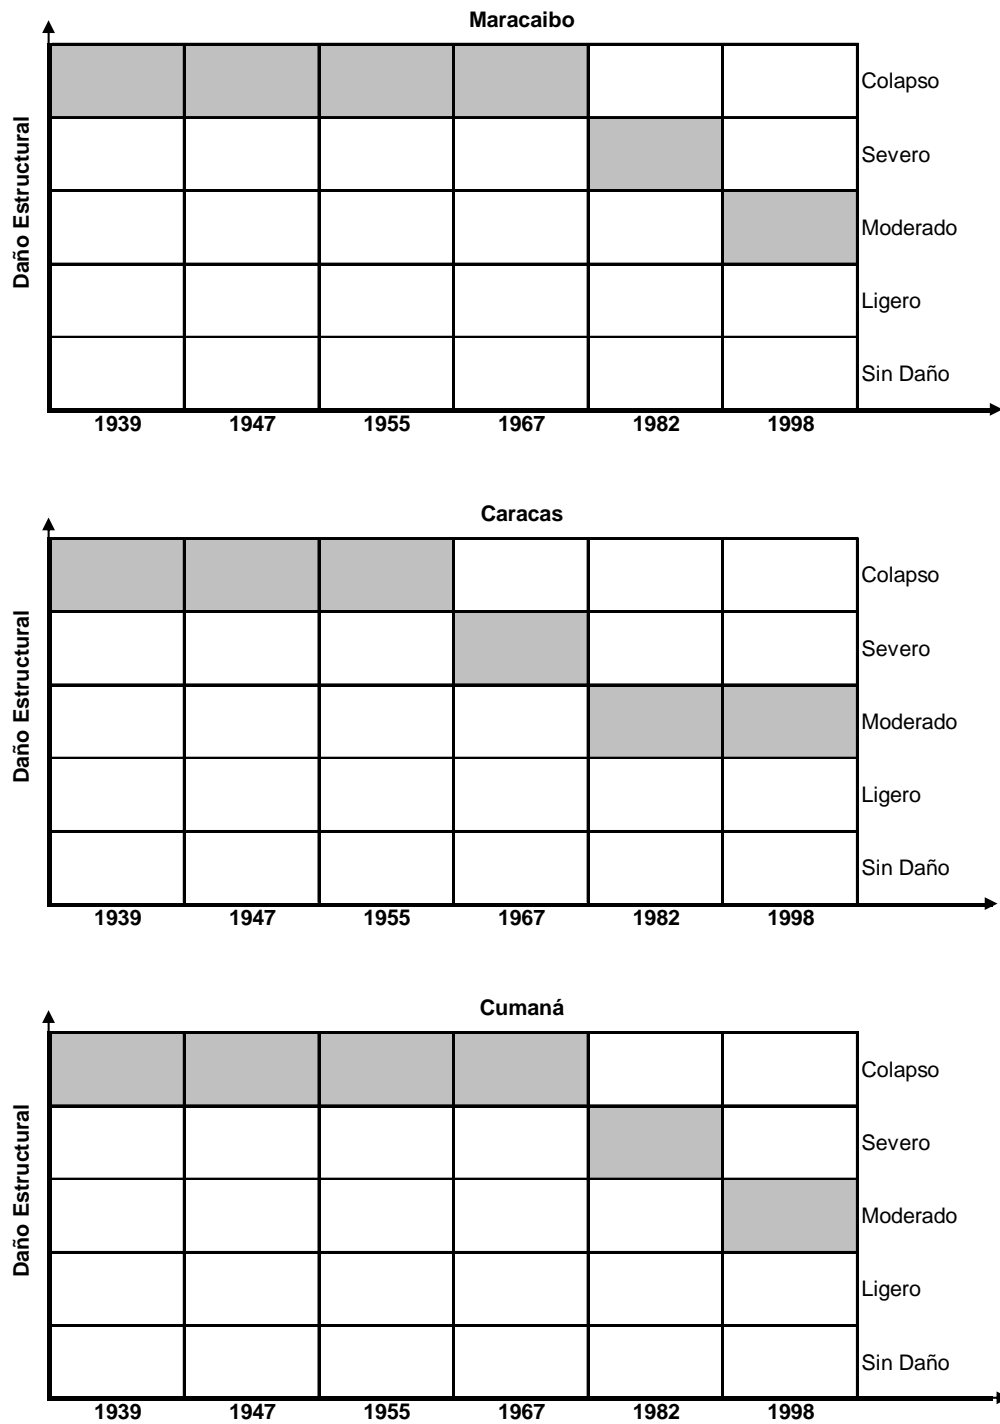 Maracaibo
Daño Estructural
Colapso
Severo
Moderado
Ligero
Sin Daño
1939 1947 1955 1967 1982 1998
Caracas
Daño Estructural
Colapso
Severo
Moderado
Ligero
Sin Daño
1939 1947 1955 1967 1982 1998
Cumaná
Daño Estructural
Colapso
Severo
Moderado
Ligero
Sin Daño
1939 1947 1955 1967 1982 1998